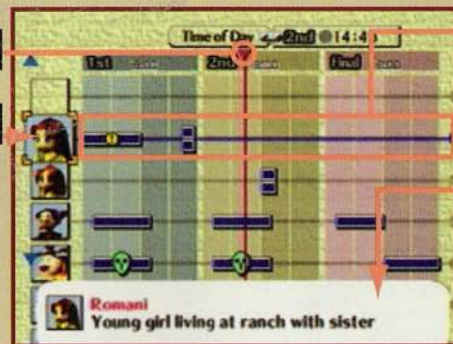 Time of Day 2nd
1st 2nd Final
Romani
Young girl living at ranch with sister